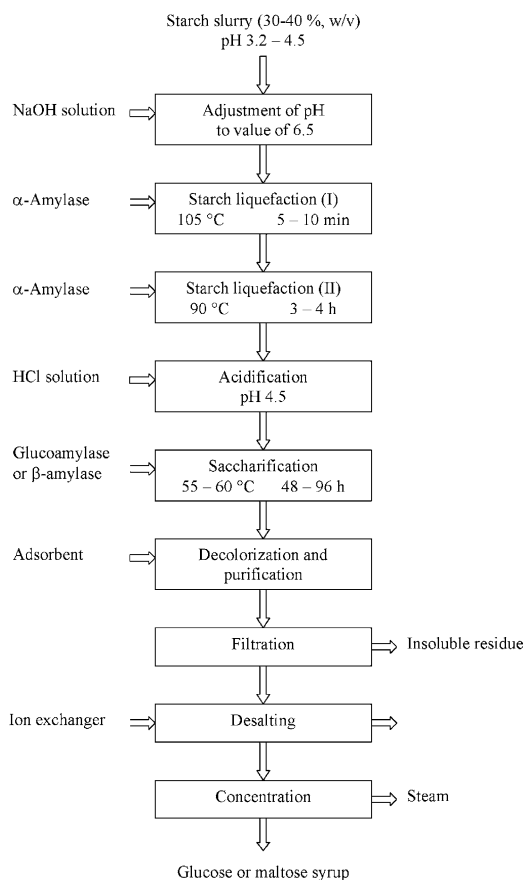 Starch slurry (30-40 %, w/v)
pH 3.2 – 4.5
NaOH solution
Adjustment of pH
to value of 6.5
α-Amylase
Starch liquefaction (I)
105 °C 5 – 10 min
α-Amylase
Starch liquefaction (II)
90 °C 3 – 4 h
HCl solution
Acidification
pH 4.5
Glucoamylase
or β-amylase
Saccharification
55 – 60 °C 48 – 96 h
Adsorbent
Decolorization and
purification
Filtration
Insoluble residue
Ion exchanger
Desalting
Concentration
Steam
Glucose or maltose syrup